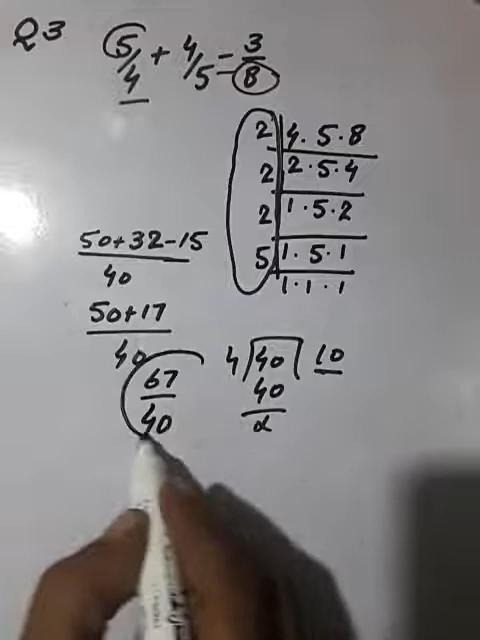 Q3 5/4 + 4/5 = 3/8
2 | 4.5.8
2 | 2.5.4
2 | 1.5.2
5 | 1.5.1
1.1.1
50+32-15
40
50+17
40
67
40
4) 40 ( 10
40